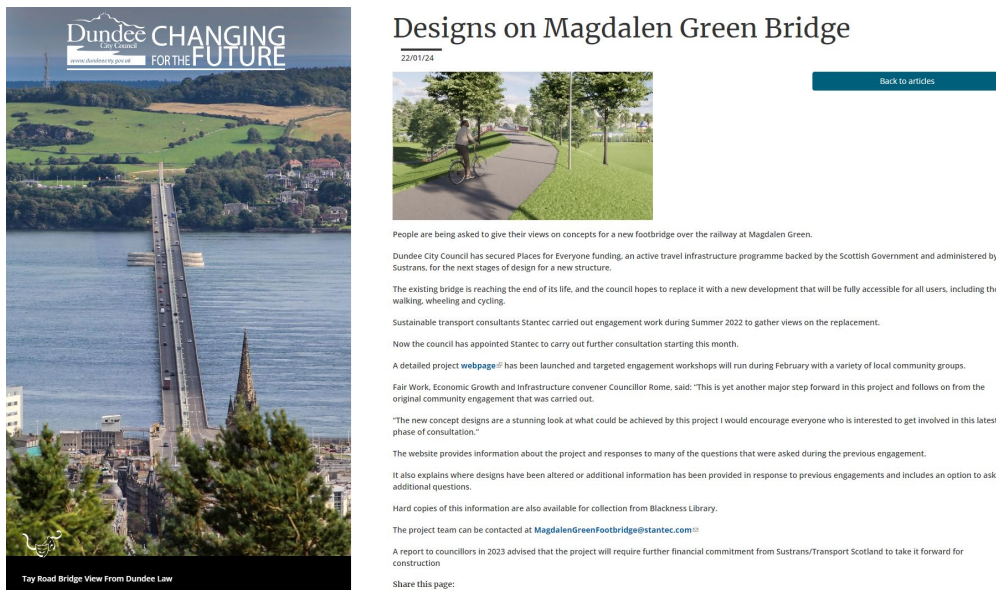 Dundee
City Council
www.dundeecity.gov.uk
CHANGING
FOR THE FUTURE
Tay Road Bridge View From Dundee Law
Designs on Magdalen Green Bridge
22/01/24
Back to articles
People are being asked to give their views on concepts for a new footbridge over the railway at Magdalen Green.
Dundee City Council has secured Places for Everyone funding, an active travel infrastructure programme backed by the Scottish Government and administered by
Sustrans, for the next stages of design for a new structure.
The existing bridge is reaching the end of its life, and the council hopes to replace it with a new development that will be fully accessible for all users, including
walking, wheeling and cycling.
Sustainable transport consultants Stantec carried out engagement work during Summer 2022 to gather views on the replacement.
Now the council has appointed Stantec to carry out further consultation starting this month.
A detailed project webpage has been launched and targeted engagement workshops will run during February with a variety of local community groups.
Fair Work, Economic Growth and Infrastructure convener Councillor Rome, said: "This is yet another major step forward in this project and follows on from the
original community engagement that was carried out.
"The new concept designs are a stunning look at what could be achieved by this project I would encourage everyone who is interested to get involved in this latest
phase of consultation."
The website provides information about the project and responses to many of the questions that were asked during the previous engagement.
It also explains where designs have been altered or additional information has been provided in response to previous engagements and includes an option to ask
additional questions.
Hard copies of this information are also available for collection from Blackness Library.
The project team can be contacted at MagdalenGreenFootbridge@stantec.com
A report to councillors in 2023 advised that the project will require further financial commitment from Sustrans/Transport Scotland to take it forward for
construction
Share this page: